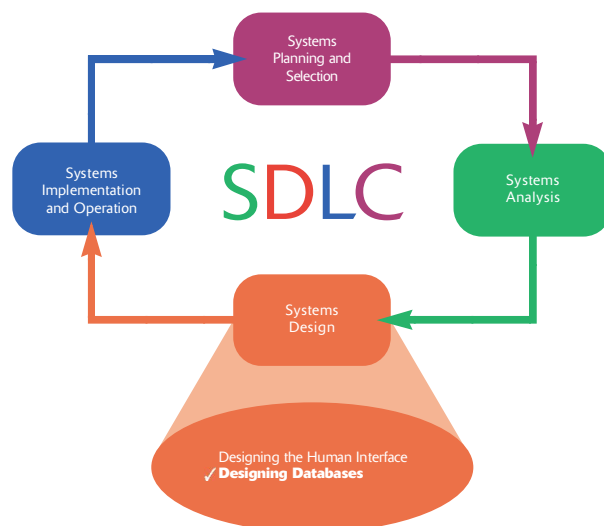 Systems
Planning and
Selection
Systems
Implementation
and Operation
SDLC
Systems
Analysis
Systems
Design
Designing the Human Interface
✓Designing Databases